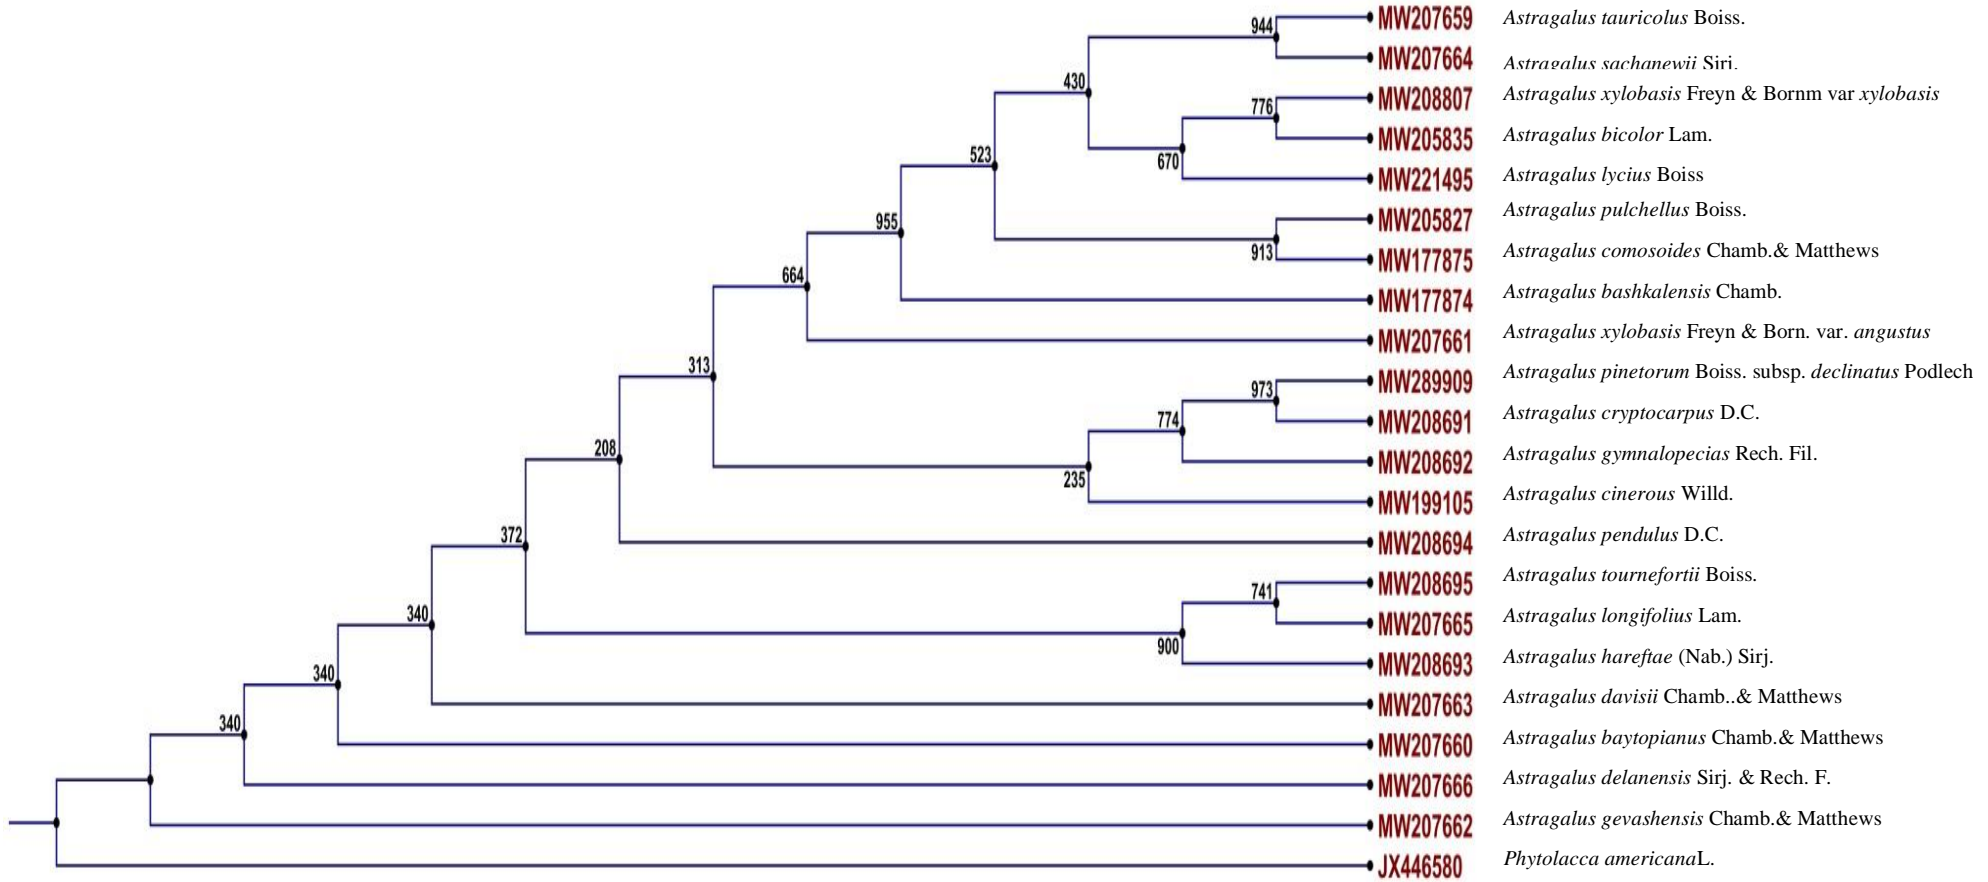 944 MW207659 Astragalus tauricolus Boiss.
MW207664 Astragalus sachanewii Sirj.
430
776 MW208807 Astragalus xylobasis Freyn & Bornm var xylobasis
MW205835 Astragalus bicolor Lam.
523 670
MW221495 Astragalus lycius Boiss
MW205827 Astragalus pulchellus Boiss.
955
913 MW177875 Astragalus comosoides Chamb.& Matthews
664
MW177874 Astragalus bashkalensis Chamb.
MW207661 Astragalus xylobasis Freyn & Born. var. angustus
313
973 MW289909 Astragalus pinetorum Boiss. subsp. declinatus Podlech
774 MW208691 Astragalus cryptocarpus D.C.
208
MW208692 Astragalus gymnalopecias Rech. Fil.
235
MW199105 Astragalus cinerous Willd.
372 MW208694 Astragalus pendulus D.C.
741 MW208695 Astragalus tournefortii Boiss.
340 MW207665 Astragalus longifolius Lam.
900
MW208693 Astragalus hareftae (Nab.) Sirj.
340
MW207663 Astragalus davisii Chamb..& Matthews
340
MW207660 Astragalus baytopianus Chamb.& Matthews
MW207666 Astragalus delanensis Sirj. & Rech. F.
MW207662 Astragalus gevashensis Chamb.& Matthews
JX446580 Phytolacca americanaL.